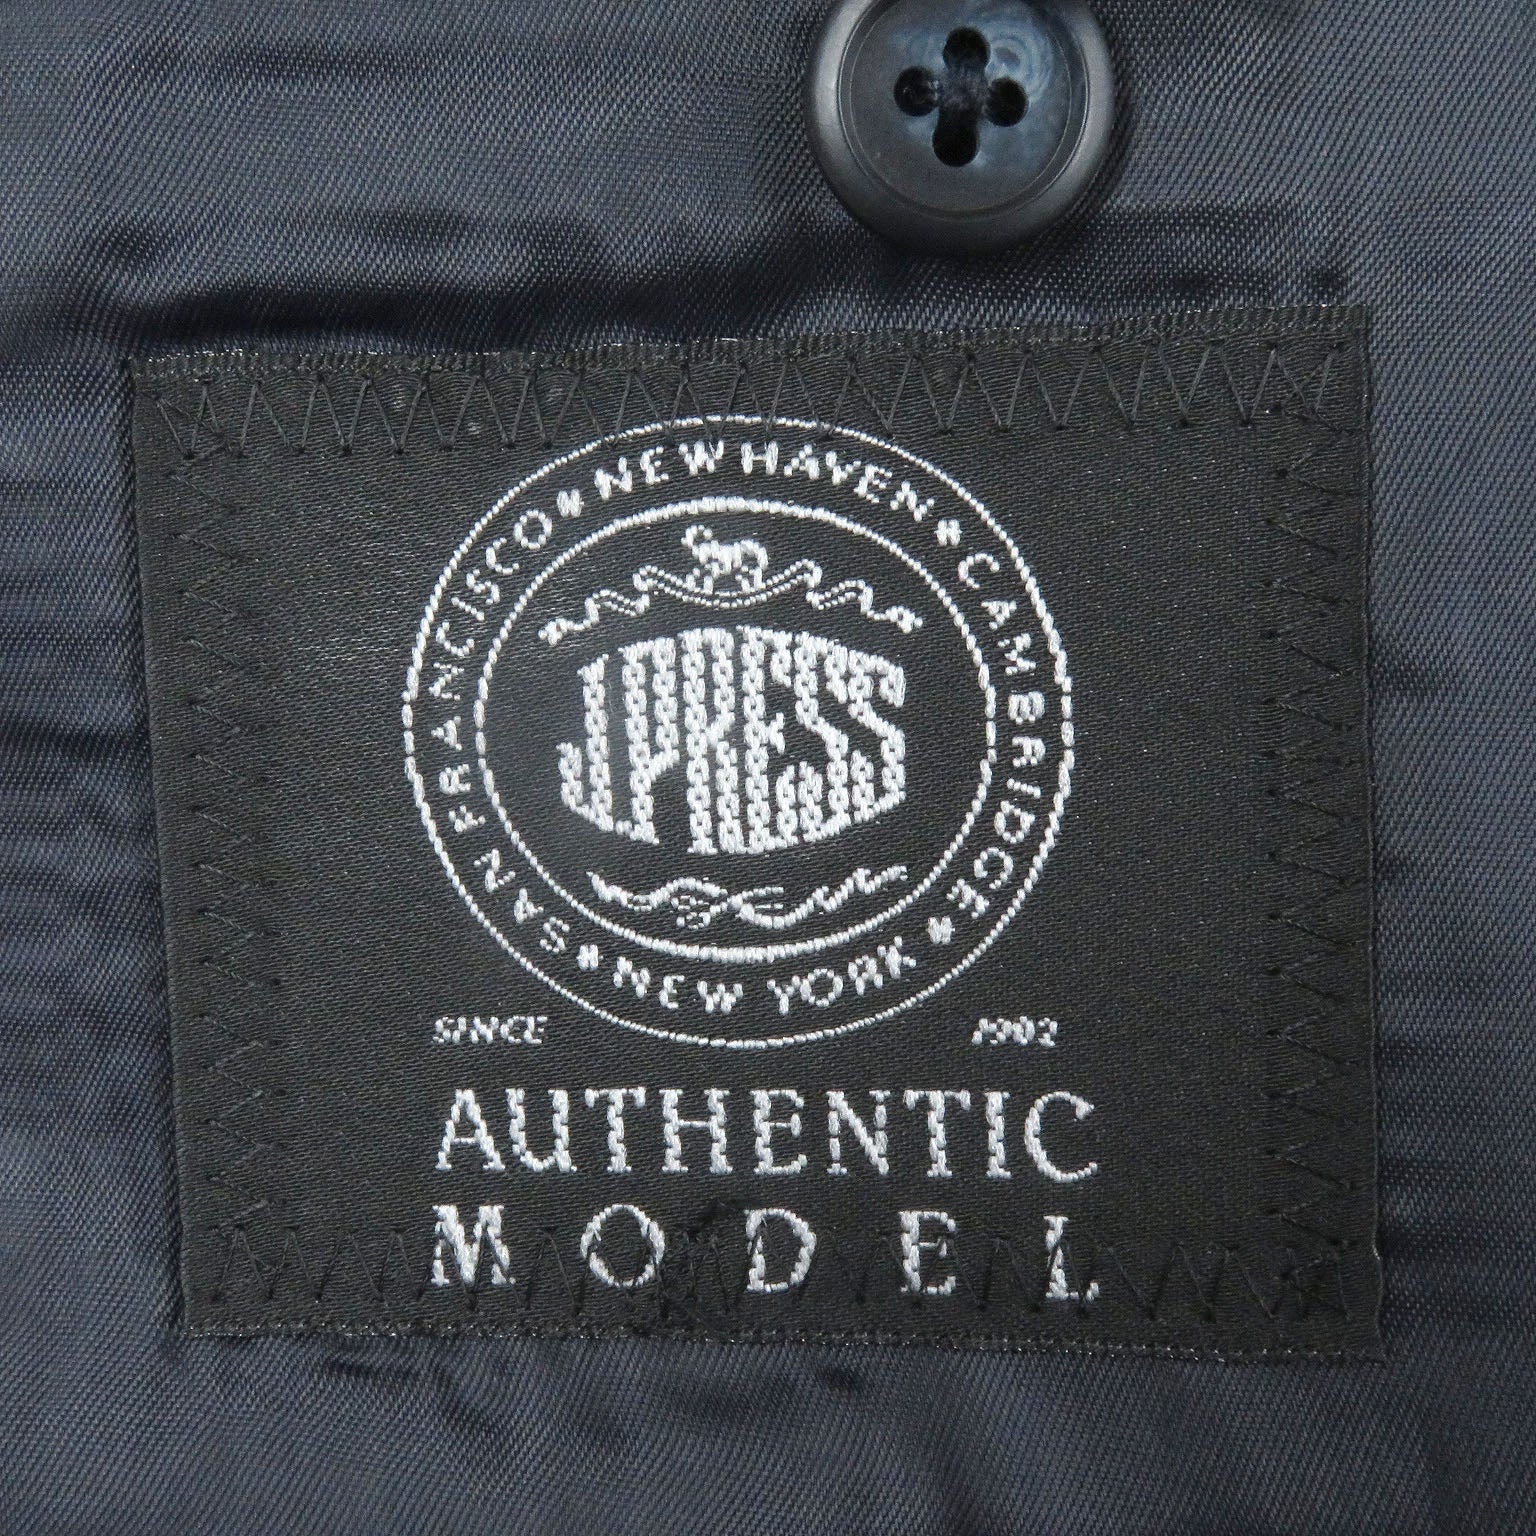 NEW HAVEN * CAMBRIDGE * NEW YORK * SAN FRANCISCO *
J.PRESS
SINCE 1902
AUTHENTIC
MODEL